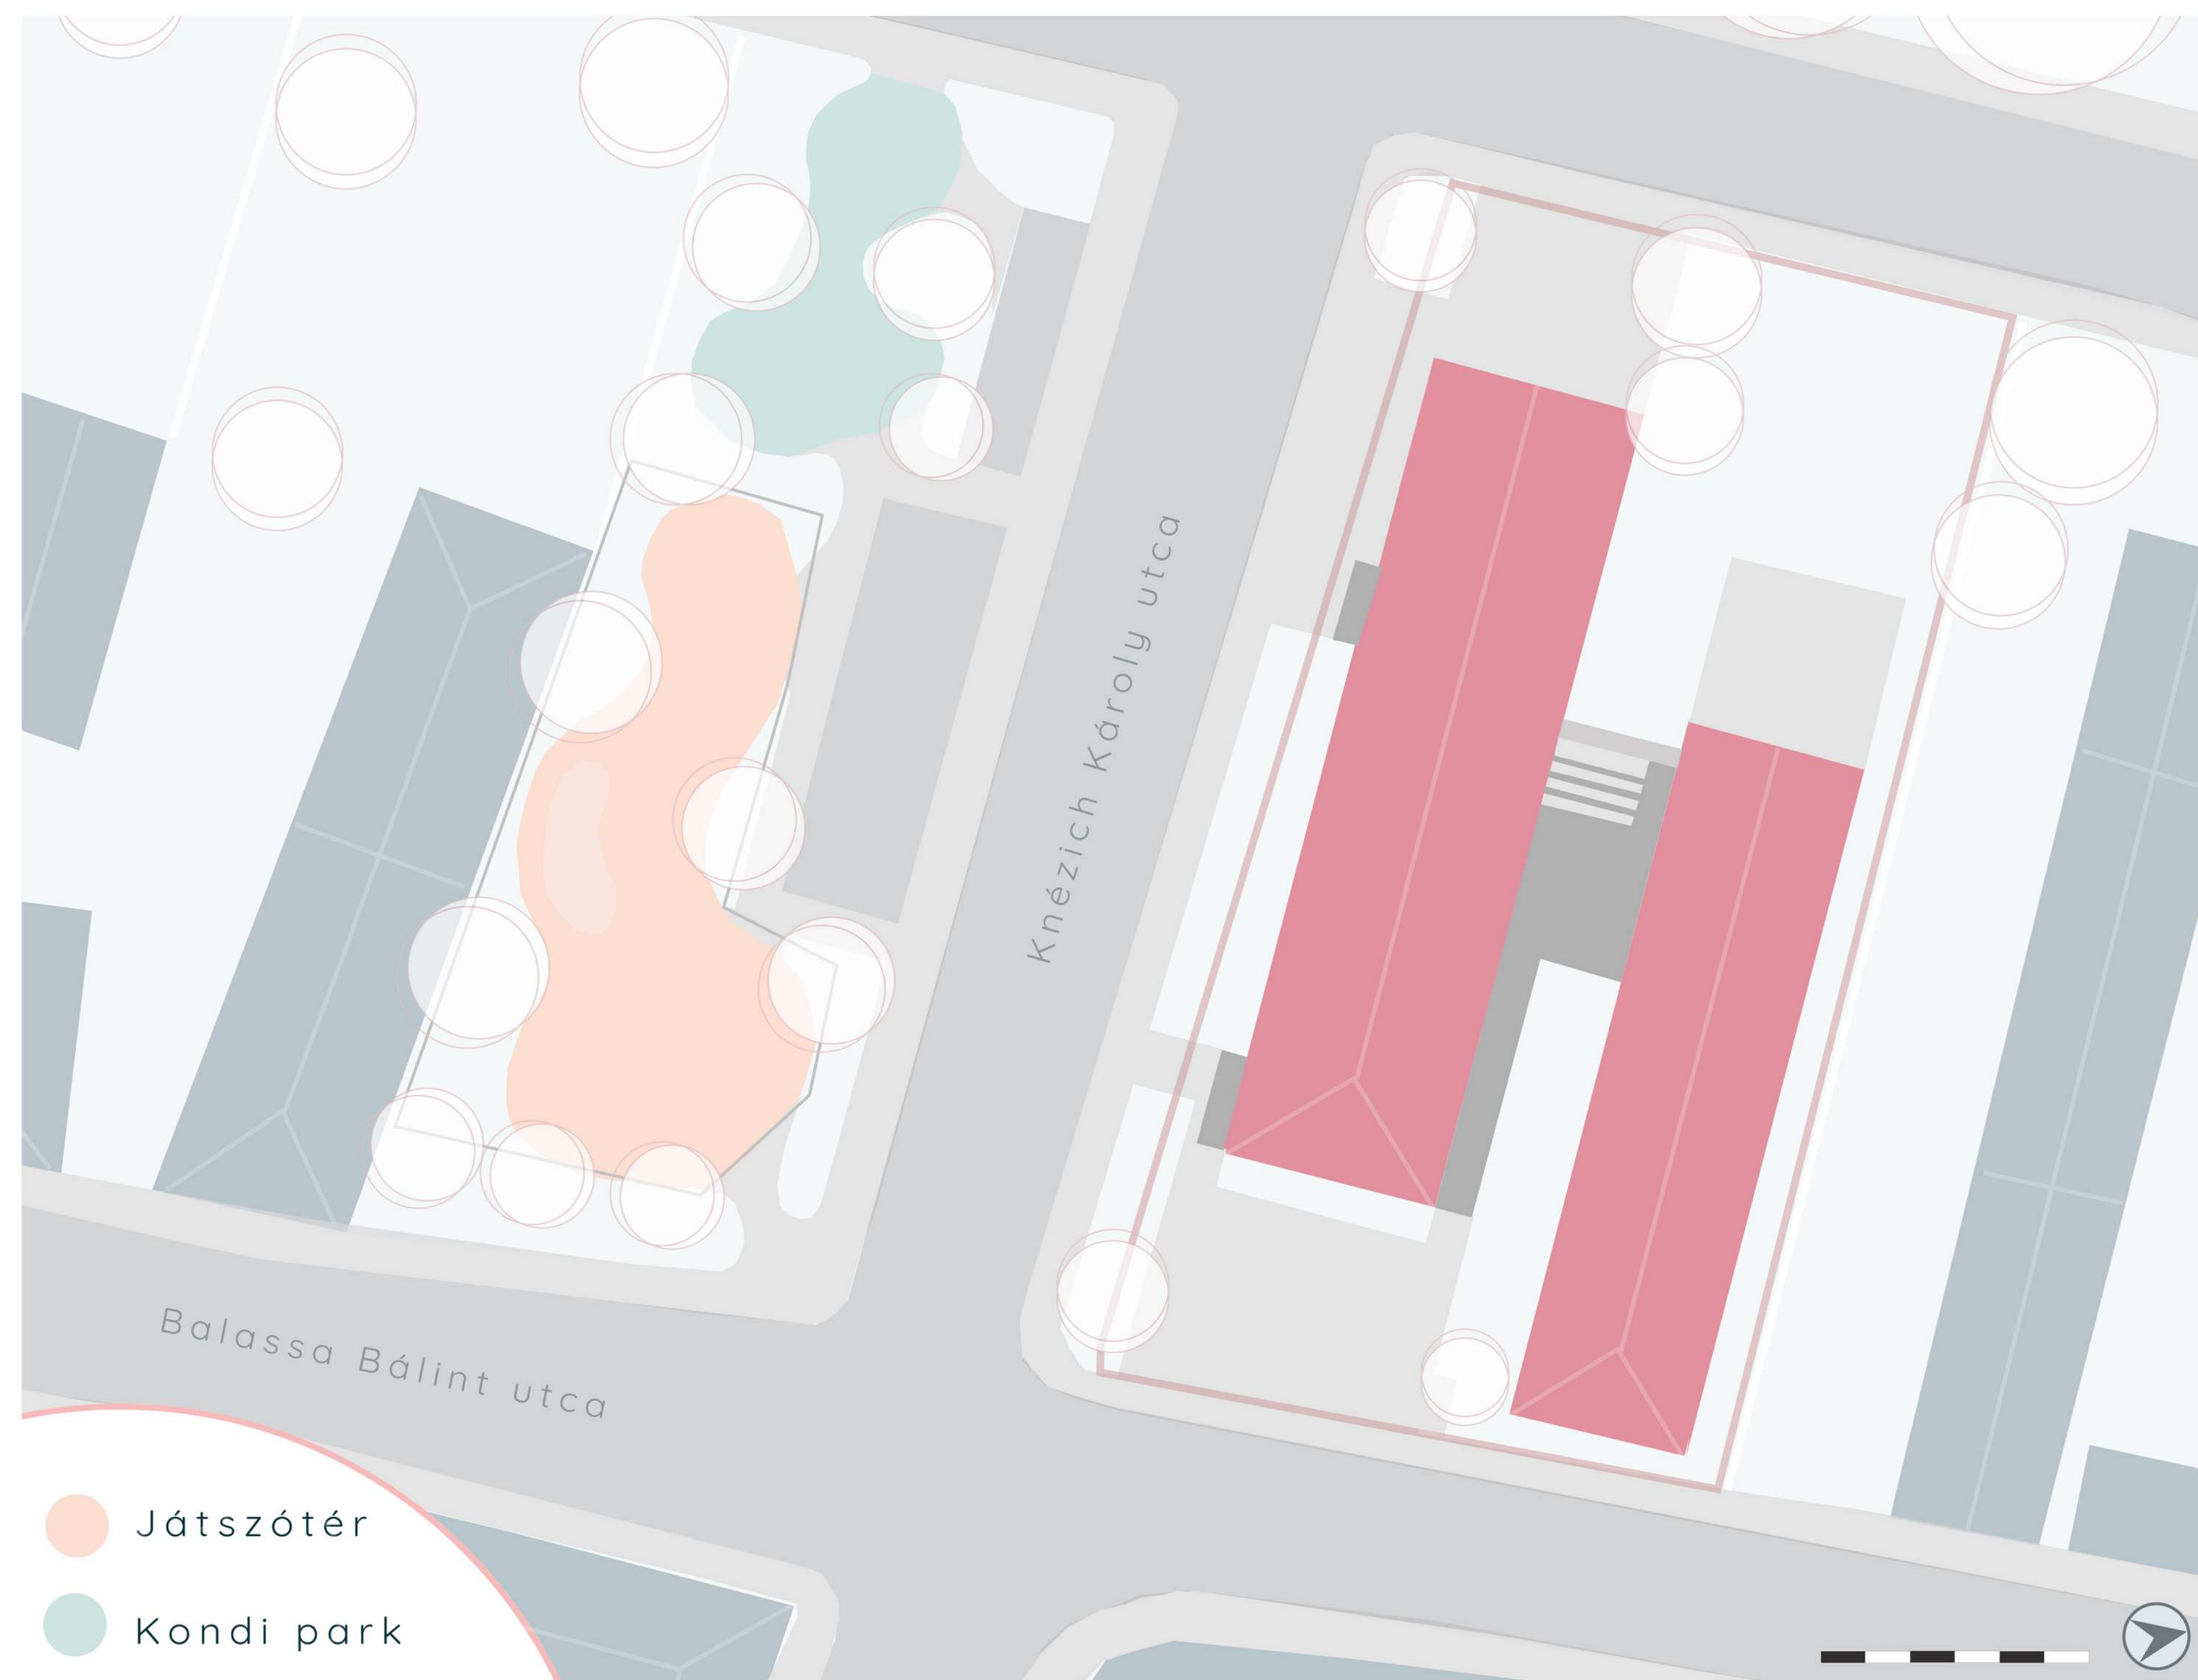 Knézich Károly utca
Balassa Bálint utca
Játszótér
Kondi park